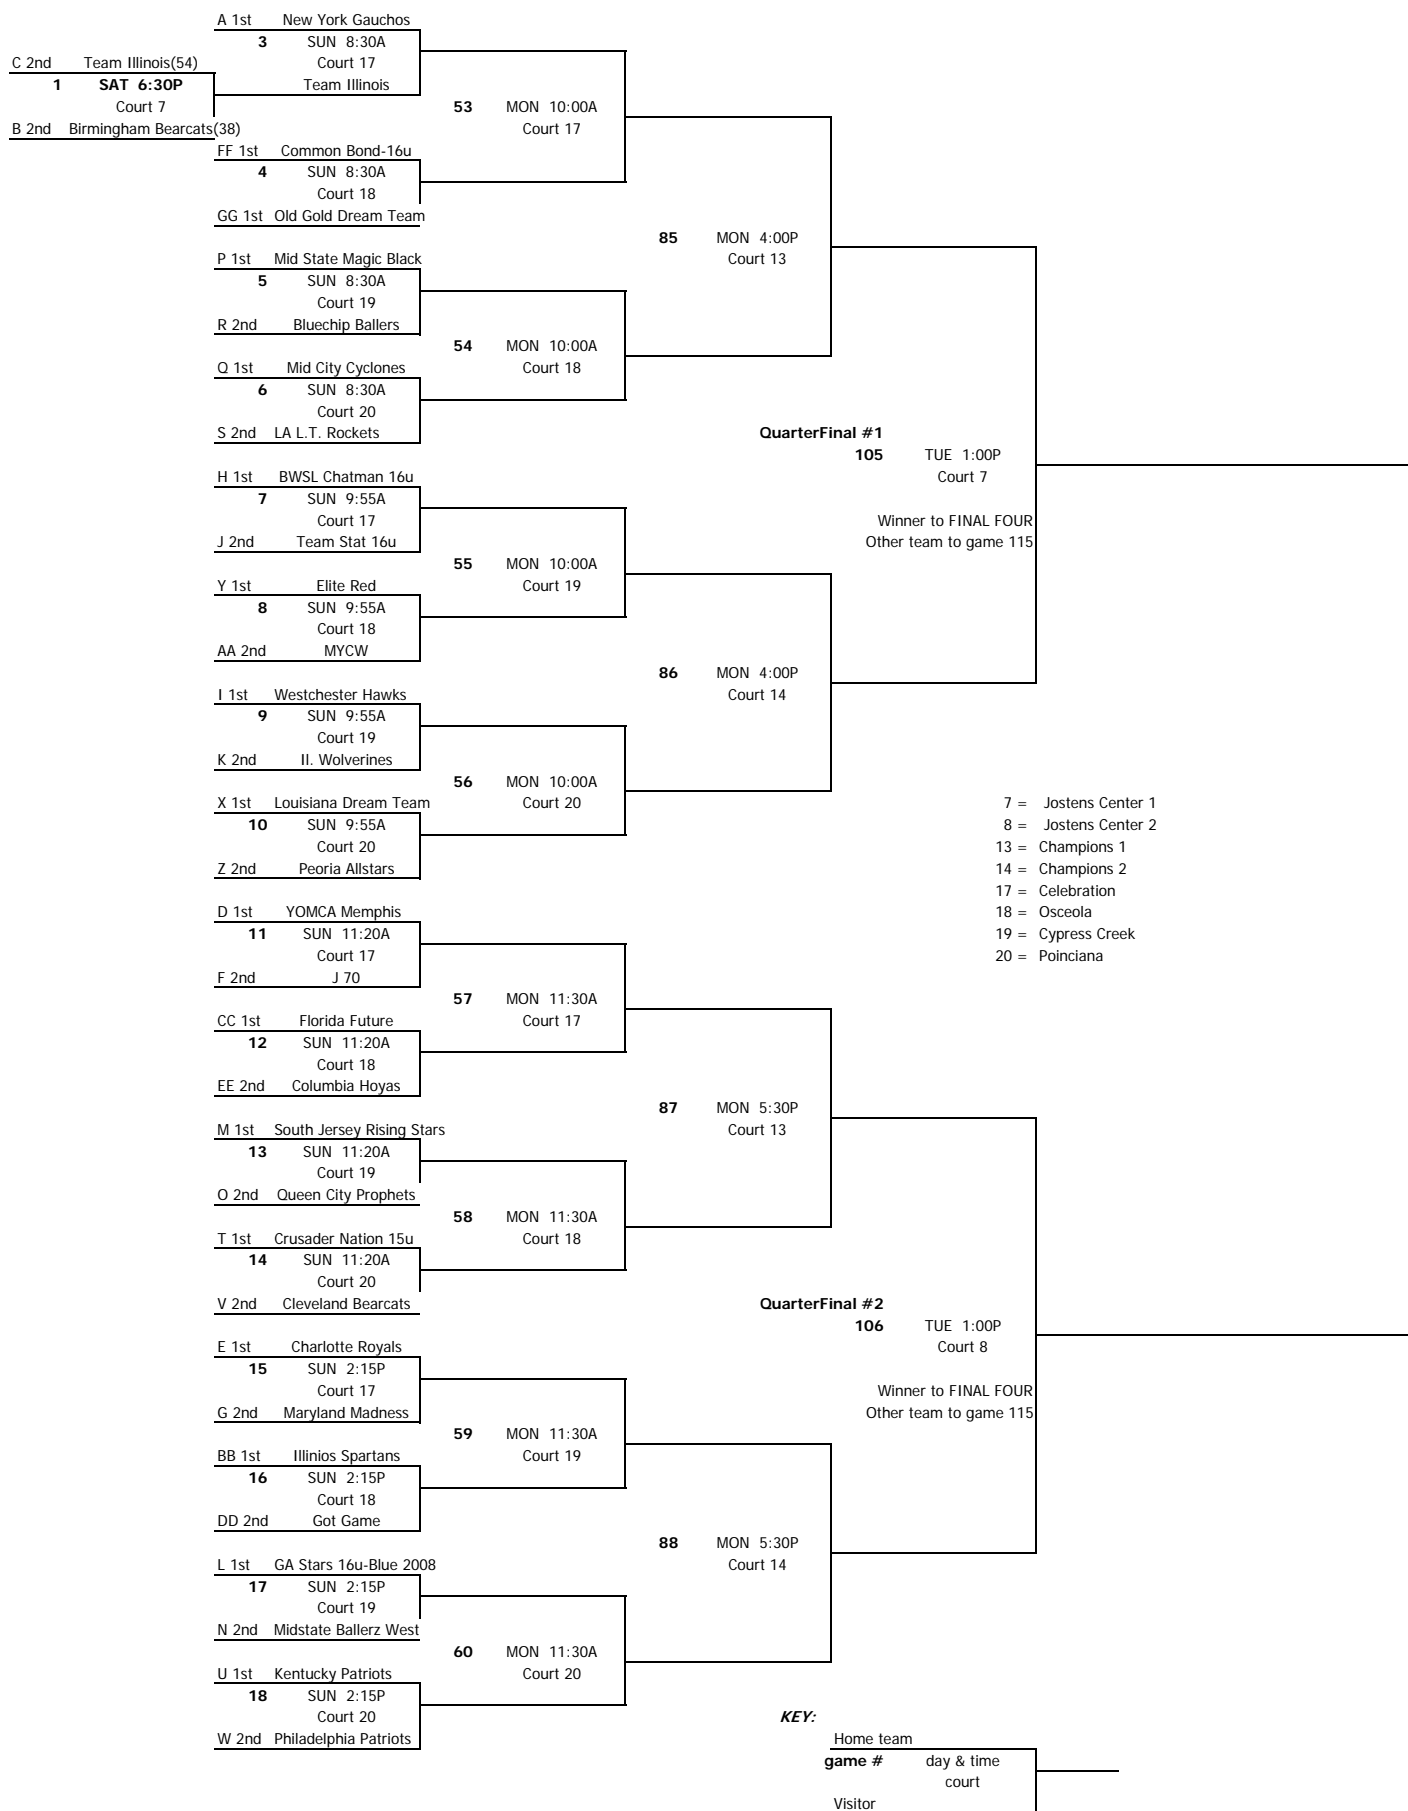 A 1st New York Gauchos
3 SUN 8:30A
Court 17
Team Illinois
C 2nd Team Illinois(54)
1 SAT 6:30P
Court 7
B 2nd Birmingham Bearcats(38)
53 MON 10:00A
Court 17
FF 1st Common Bond-16u
4 SUN 8:30A
Court 18
GG 1st Old Gold Dream Team
85 MON 4:00P
Court 13
P 1st Mid State Magic Black
5 SUN 8:30A
Court 19
R 2nd Bluechip Ballers
54 MON 10:00A
Court 18
Q 1st Mid City Cyclones
6 SUN 8:30A
Court 20
S 2nd LA L.T. Rockets
QuarterFinal #1
105 TUE 1:00P
Court 7
Winner to FINAL FOUR
Other team to game 115
H 1st BWSL Chatman 16u
7 SUN 9:55A
Court 17
J 2nd Team Stat 16u
55 MON 10:00A
Court 19
Y 1st Elite Red
8 SUN 9:55A
Court 18
AA 2nd MYCW
86 MON 4:00P
Court 14
I 1st Westchester Hawks
9 SUN 9:55A
Court 19
K 2nd Il. Wolverines
56 MON 10:00A
Court 20
X 1st Louisiana Dream Team
10 SUN 9:55A
Court 20
Z 2nd Peoria Allstars
7 = Jostens Center 1
8 = Jostens Center 2
13 = Champions 1
14 = Champions 2
17 = Celebration
18 = Osceola
19 = Cypress Creek
20 = Poinciana
D 1st YOMCA Memphis
11 SUN 11:20A
Court 17
F 2nd J 70
57 MON 11:30A
Court 17
CC 1st Florida Future
12 SUN 11:20A
Court 18
EE 2nd Columbia Hoyas
87 MON 5:30P
Court 13
M 1st South Jersey Rising Stars
13 SUN 11:20A
Court 19
O 2nd Queen City Prophets
58 MON 11:30A
Court 18
T 1st Crusader Nation 15u
14 SUN 11:20A
Court 20
V 2nd Cleveland Bearcats
QuarterFinal #2
106 TUE 1:00P
Court 8
Winner to FINAL FOUR
Other team to game 115
E 1st Charlotte Royals
15 SUN 2:15P
Court 17
G 2nd Maryland Madness
59 MON 11:30A
Court 19
BB 1st Illinios Spartans
16 SUN 2:15P
Court 18
DD 2nd Got Game
88 MON 5:30P
Court 14
L 1st GA Stars 16u-Blue 2008
17 SUN 2:15P
Court 19
N 2nd Midstate Ballerz West
60 MON 11:30A
Court 20
U 1st Kentucky Patriots
18 SUN 2:15P
Court 20
W 2nd Philadelphia Patriots
KEY:
Home team
game # day & time
court
Visitor